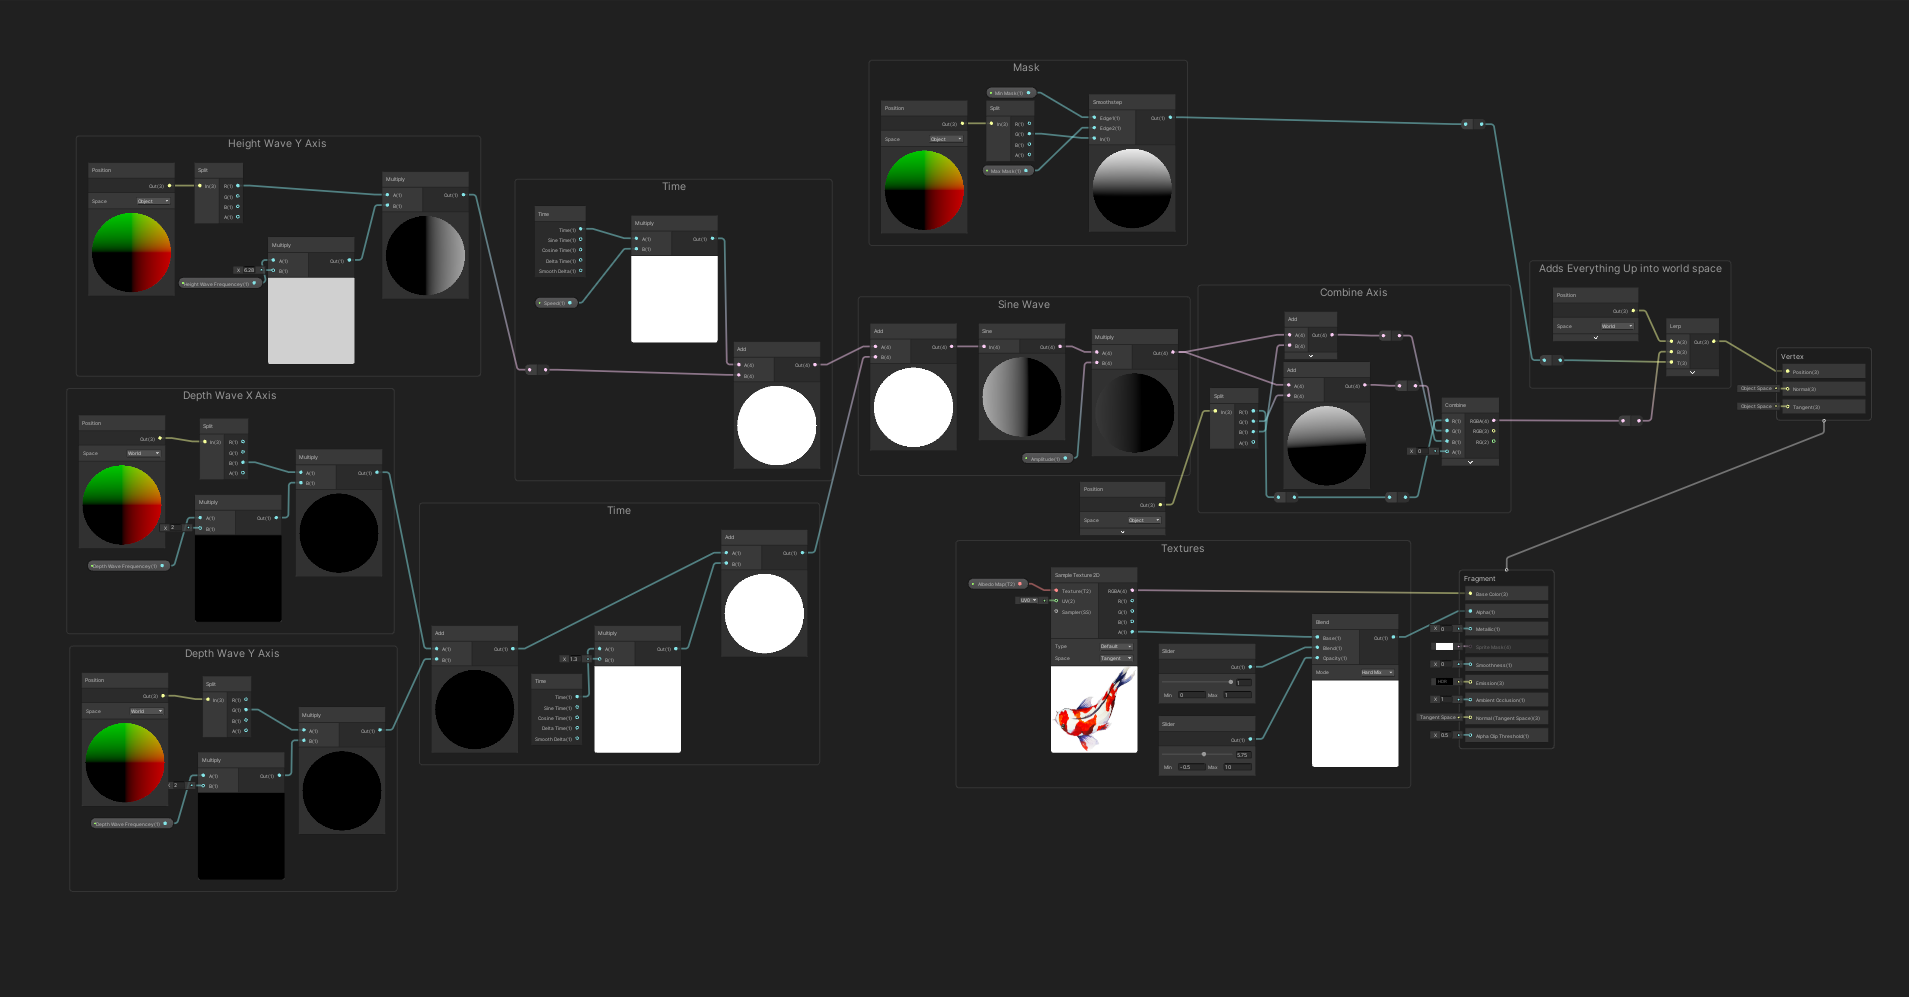 Mask
Position
Out(3)
Space
Object
Min Mask(1)
Split
In(3)
R(1)
G(1)
B(1)
A(1)
Max Mask(1)
Smoothstep
Edge1(1)
Edge2(1)
In(1)
Out(1)
Height Wave Y Axis
Position
Out(3)
Space
Object
Split
In(3)
R(1)
G(1)
B(1)
A(1)
Multiply
A(1)
B(1)
Out(1)
X 6.28
Height Wave Frequencey(1)
Multiply
A(1)
B(1)
Out(1)
Time
Time
Time(1)
Sine Time(1)
Cosine Time(1)
Delta Time(1)
Smooth Delta(1)
Speed(1)
Multiply
A(1)
B(1)
Out(1)
Add
A(4)
B(4)
Out(4)
Sine Wave
Add
A(4)
B(4)
Out(4)
Sine
In(4)
Out(4)
Multiply
A(4)
B(4)
Out(4)
Amplitude(1)
Combine Axis
Add
A(4)
B(4)
Out(4)
Add
A(4)
B(4)
Out(4)
Split
In(3)
R(1)
G(1)
B(1)
A(1)
Combine
R(1)
G(1)
B(1)
A(1)
RGBA(4)
RGB(3)
RG(2)
X 0
Adds Everything Up into world space
Position
Out(3)
Space
World
Lerp
A(3)
B(3)
T(3)
Out(3)
Vertex
Position(3)
Object Space
Normal(3)
Object Space
Tangent(3)
Depth Wave X Axis
Position
Out(3)
Space
World
Split
In(3)
R(1)
G(1)
B(1)
A(1)
Multiply
A(1)
B(1)
Out(1)
X 2
Depth Wave Frequencey(1)
Multiply
A(1)
B(1)
Out(1)
Depth Wave Y Axis
Position
Out(3)
Space
World
Split
In(3)
R(1)
G(1)
B(1)
A(1)
Multiply
A(1)
B(1)
Out(1)
2
Depth Wave Frequencey(1)
Multiply
A(1)
B(1)
Out(1)
Time
Add
A(1)
B(1)
Out(1)
Time
Time(1)
Sine Time(1)
Cosine Time(1)
Delta Time(1)
Smooth Delta(1)
X 1.3
Multiply
A(1)
B(1)
Out(1)
Add
A(1)
B(1)
Out(1)
Position
Out(3)
Space
Object
Textures
Albedo Map(T2)
UV0
Sample Texture 2D
Texture(T2)
UV(2)
Sampler(SS)
RGBA(4)
R(1)
G(1)
B(1)
A(1)
Type
Default
Space
Tangent
Slider
Out(1)
1
Min 0 Max 1
Slider
Out(1)
5.75
Min -0.5 Max 10
Blend
Base(1)
Blend(1)
Opacity(1)
Out(1)
Mode
Hard Mix
Fragment
Base Color(3)
Alpha(1)
X 0
Metallic(1)
Sprite Mask(4)
X 0
Smoothness(1)
HDR
Emission(3)
X 1
Ambient Occlusion(1)
Tangent Space
Normal (Tangent Space)(3)
X 0.5
Alpha Clip Threshold(1)